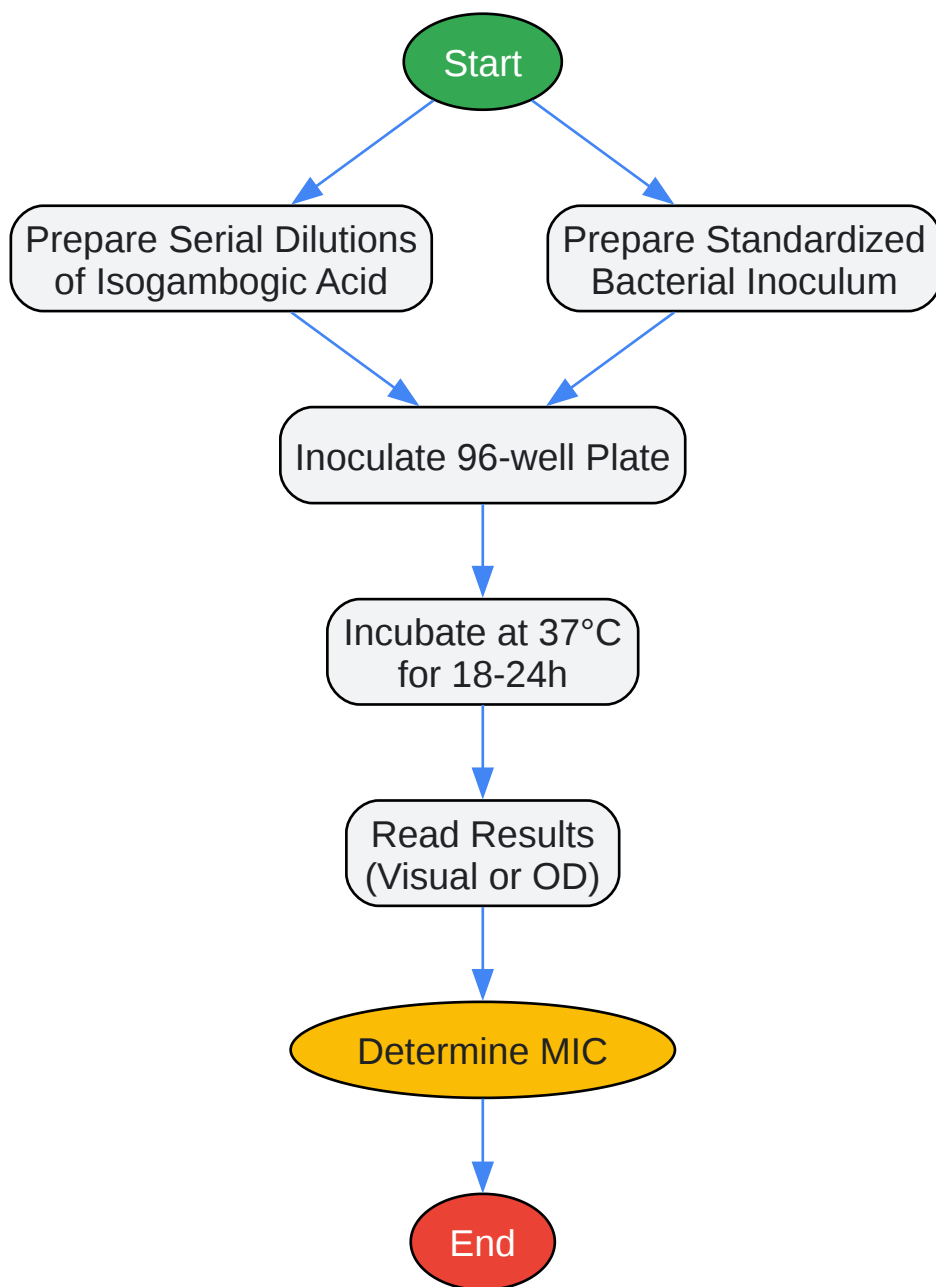 Start
Prepare Serial Dilutions
of Isogambogic Acid
Prepare Standardized
Bacterial Inoculum
Inoculate 96-well Plate
Incubate at 37°C
for 18-24h
Read Results
(Visual or OD)
Determine MIC
End